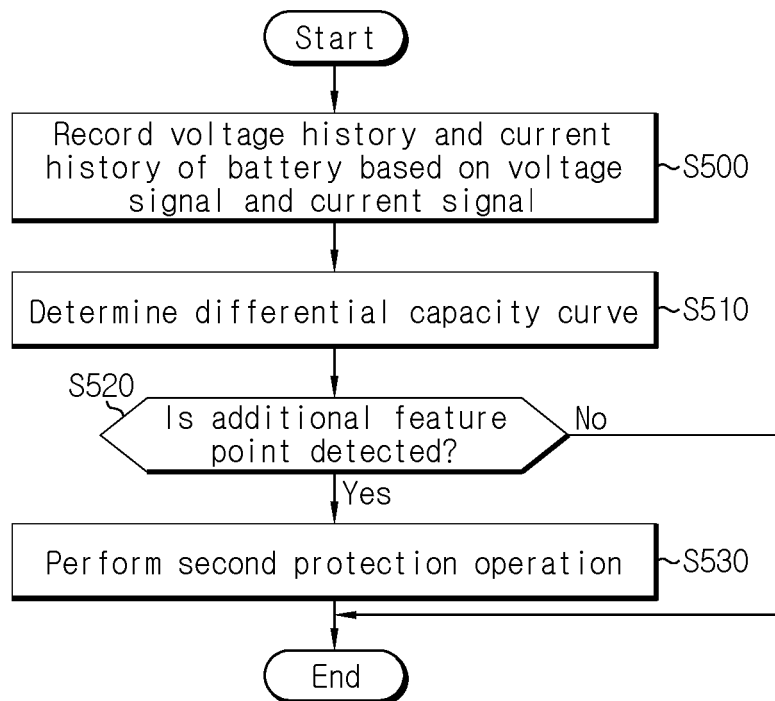 Start
Record voltage history and current
history of battery based on voltage
signal and current signal
S500
Determine differential capacity curve
S510
S520
Is additional feature
point detected?
No
Yes
Perform second protection operation
S530
End